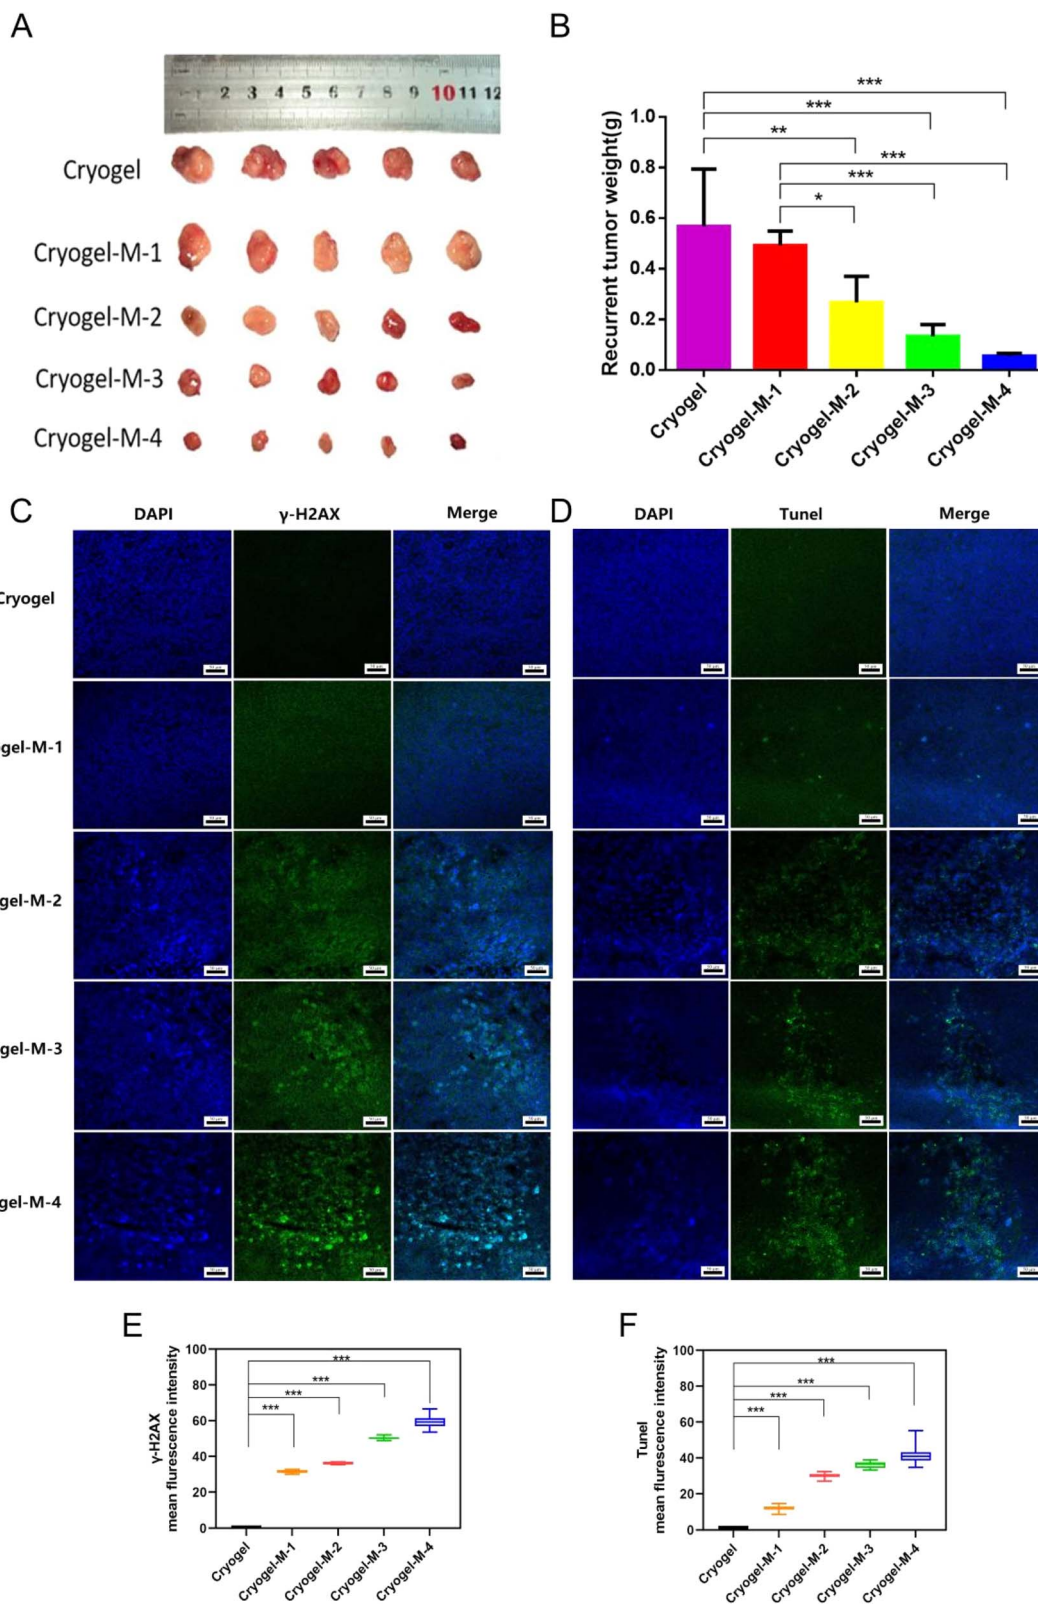 A
B
2 3 4 5 6 7 8 9 10 11 12
Cryogel
Cryogel-M-1
Cryogel-M-2
Cryogel-M-3
Cryogel-M-4
Recurrent tumor weight(g)
1.0
0.8
0.6
0.4
0.2
0.0
***
***
**
***
***
*
Cryogel
Cryogel-M-1
Cryogel-M-2
Cryogel-M-3
Cryogel-M-4
C
DAPI γ-H2AX Merge
D
DAPI Tunel Merge
Cryogel
gel-M-1
gel-M-2
gel-M-3
gel-M-4
E
γ-H2AX
mean flurescence intensity
100
80
60
40
20
0
***
***
***
***
Cryogel
Cryogel-M-1
Cryogel-M-2
Cryogel-M-3
Cryogel-M-4
F
Tunel
mean flurescence intensity
100
80
60
40
20
0
***
***
***
***
Cryogel
Cryogel-M-1
Cryogel-M-2
Cryogel-M-3
Cryogel-M-4